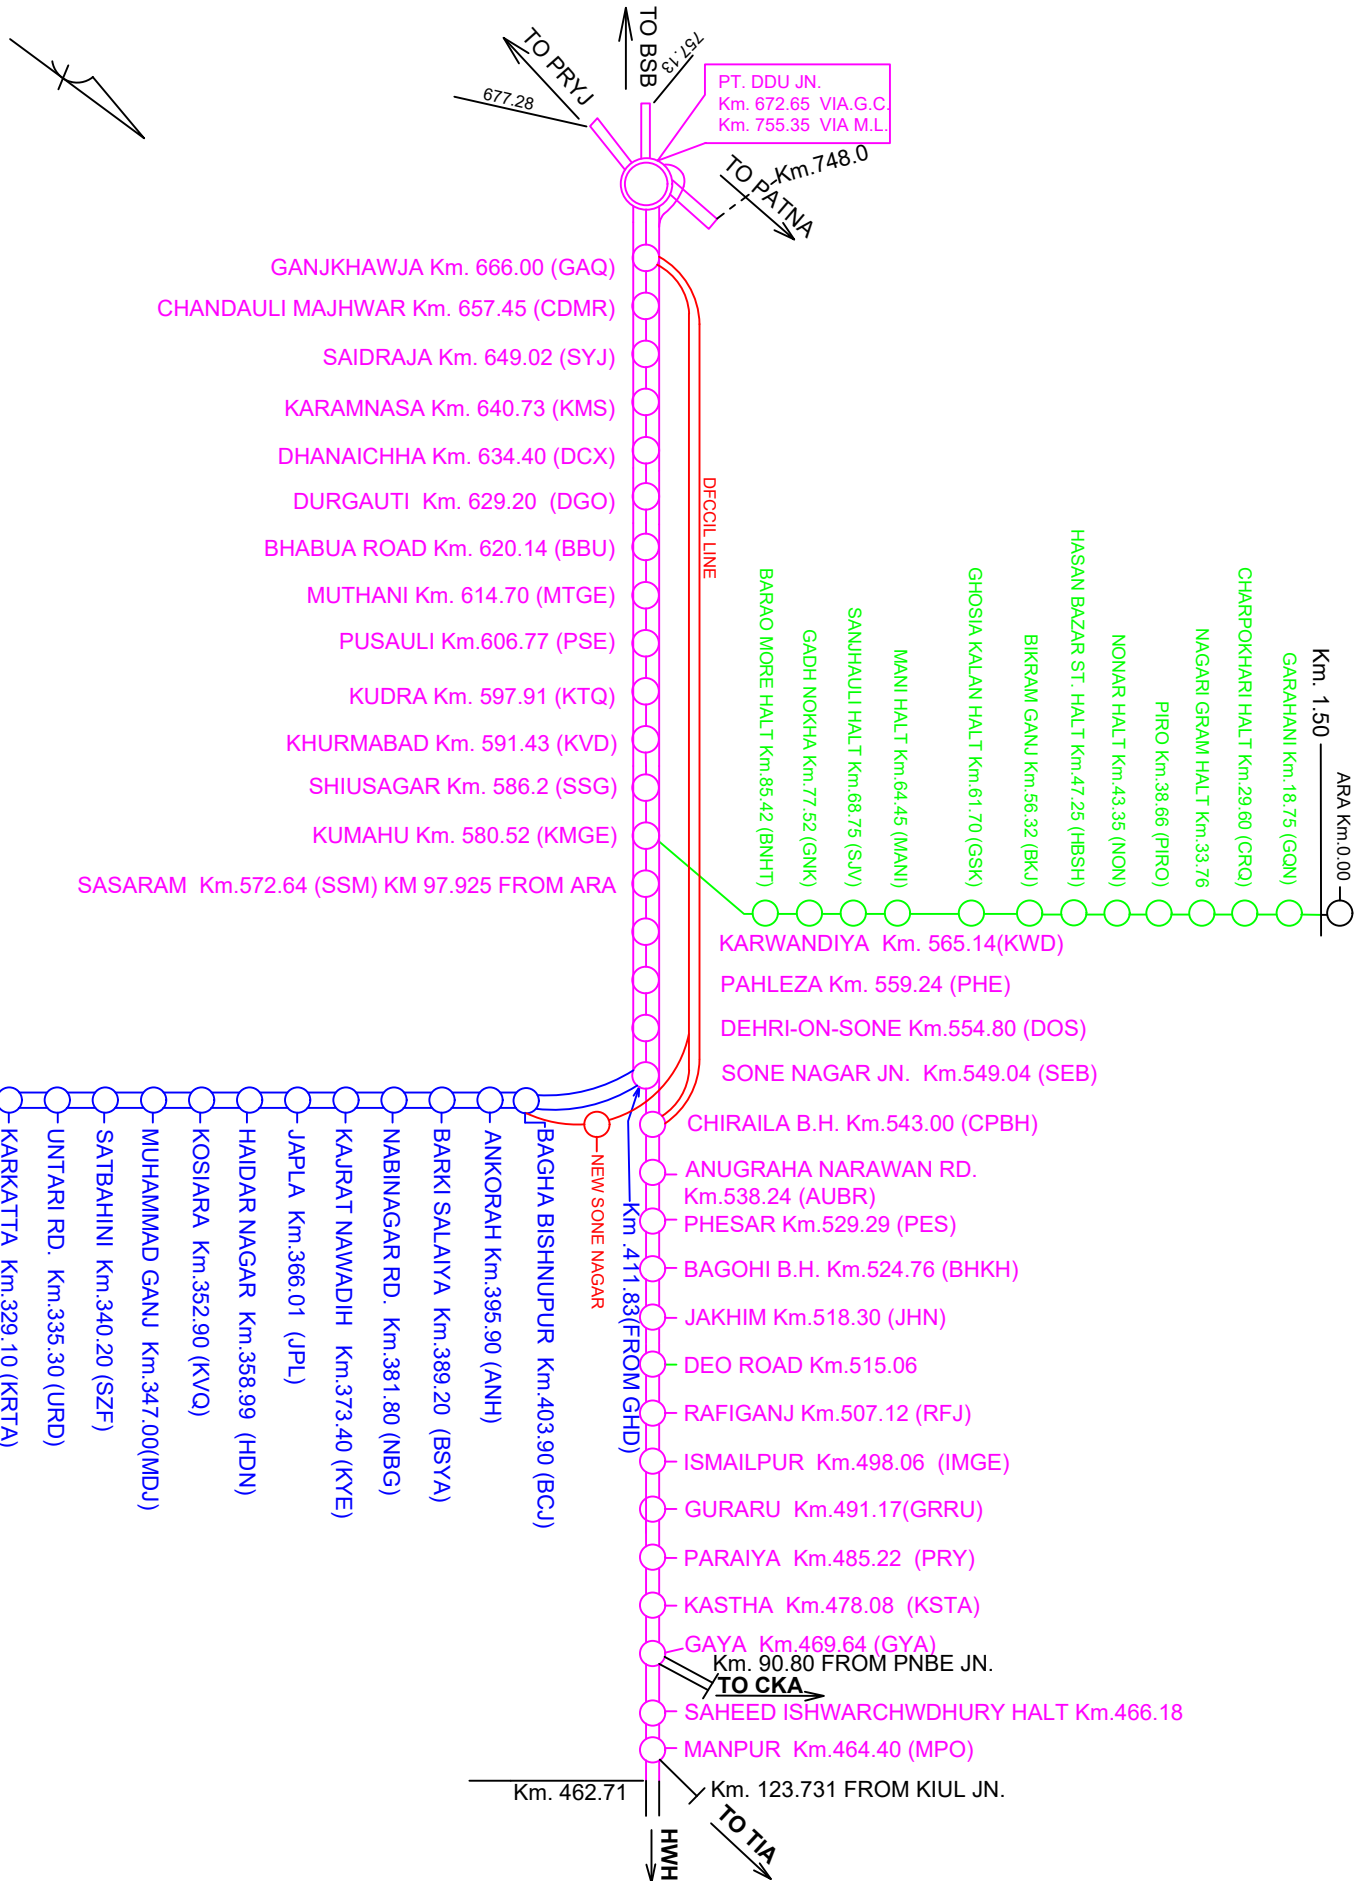 TO PRYJ
TO BSB
757.13
677.28
PT. DDU JN.
Km. 672.65 VIA.G.C.
Km. 755.35 VIA M.L.
Km.748.0
TO PATNA
GANJKHAWJA Km. 666.00 (GAQ)
CHANDAULI MAJHWAR Km. 657.45 (CDMR)
SAIDRAJA Km. 649.02 (SYJ)
KARAMNASA Km. 640.73 (KMS)
DHANAICHHA Km. 634.40 (DCX)
DURGAUTI Km. 629.20 (DGO)
BHABUA ROAD Km. 620.14 (BBU)
MUTHANI Km. 614.70 (MTGE)
PUSAULI Km.606.77 (PSE)
KUDRA Km. 597.91 (KTQ)
KHURMABAD Km. 591.43 (KVD)
SHIUSAGAR Km. 586.2 (SSG)
KUMAHU Km. 580.52 (KMGE)
SASARAM Km.572.64 (SSM) KM 97.925 FROM ARA
DFCCIL LINE
BARAO MORE HALT Km.85.42 (BNHT)
GADH NOKHA Km.77.52 (GNK)
SANJHAULI HALT Km.68.75 (SJV)
MANI HALT Km.64.45 (MANI)
GHOSIA KALAN HALT Km.61.70 (GSK)
BIKRAM GANJ Km.56.32 (BKJ)
HASAN BAZAR ST. HALT Km.47.25 (HBSH)
NONAR HALT Km.43.35 (NON)
PIRO Km.38.66 (PIRO)
NAGARI GRAM HALT Km.33.76
CHARPOKHARI HALT Km.29.60 (CRQ)
GARAHANI Km.18.75 (GQN)
Km. 1.50
ARA Km.0.00
KARWANDIYA Km. 565.14(KWD)
PAHLEZA Km. 559.24 (PHE)
DEHRI-ON-SONE Km.554.80 (DOS)
SONE NAGAR JN. Km.549.04 (SEB)
CHIRAILA B.H. Km.543.00 (CPBH)
ANUGRAHA NARAWAN RD.
Km.538.24 (AUBR)
PHESAR Km.529.29 (PES)
BAGOHI B.H. Km.524.76 (BHKH)
JAKHIM Km.518.30 (JHN)
DEO ROAD Km.515.06
RAFIGANJ Km.507.12 (RFJ)
ISMAILPUR Km.498.06 (IMGE)
GURARU Km.491.17(GRRU)
PARAIYA Km.485.22 (PRY)
KASTHA Km.478.08 (KSTA)
GAYA Km.469.64 (GYA)
Km. 90.80 FROM PNBE JN.
TO CKA
SAHEED ISHWARCHWDHURY HALT Km.466.18
MANPUR Km.464.40 (MPO)
Km. 462.71
Km. 123.731 FROM KIUL JN.
TO TIA
HWH
KARKATTA Km.329.10 (KRTA)
UNTARI RD. Km.335.30 (URD)
SATBAHINI Km.340.20 (SZF)
MUHAMMAD GANJ Km.347.00(MDJ)
KOSIARA Km.352.90 (KVQ)
HAIDAR NAGAR Km.358.99 (HDN)
JAPLA Km.366.01 (JPL)
KAJRAT NAWADIH Km.373.40 (KYE)
NABINAGAR RD. Km.381.80 (NBG)
BARKI SALAIYA Km.389.20 (BSYA)
ANKORAH Km.395.90 (ANH)
BAGHA BISHNUPUR Km.403.90 (BCJ)
NEW SONE NAGAR
Km .411.83(FROM GHD)